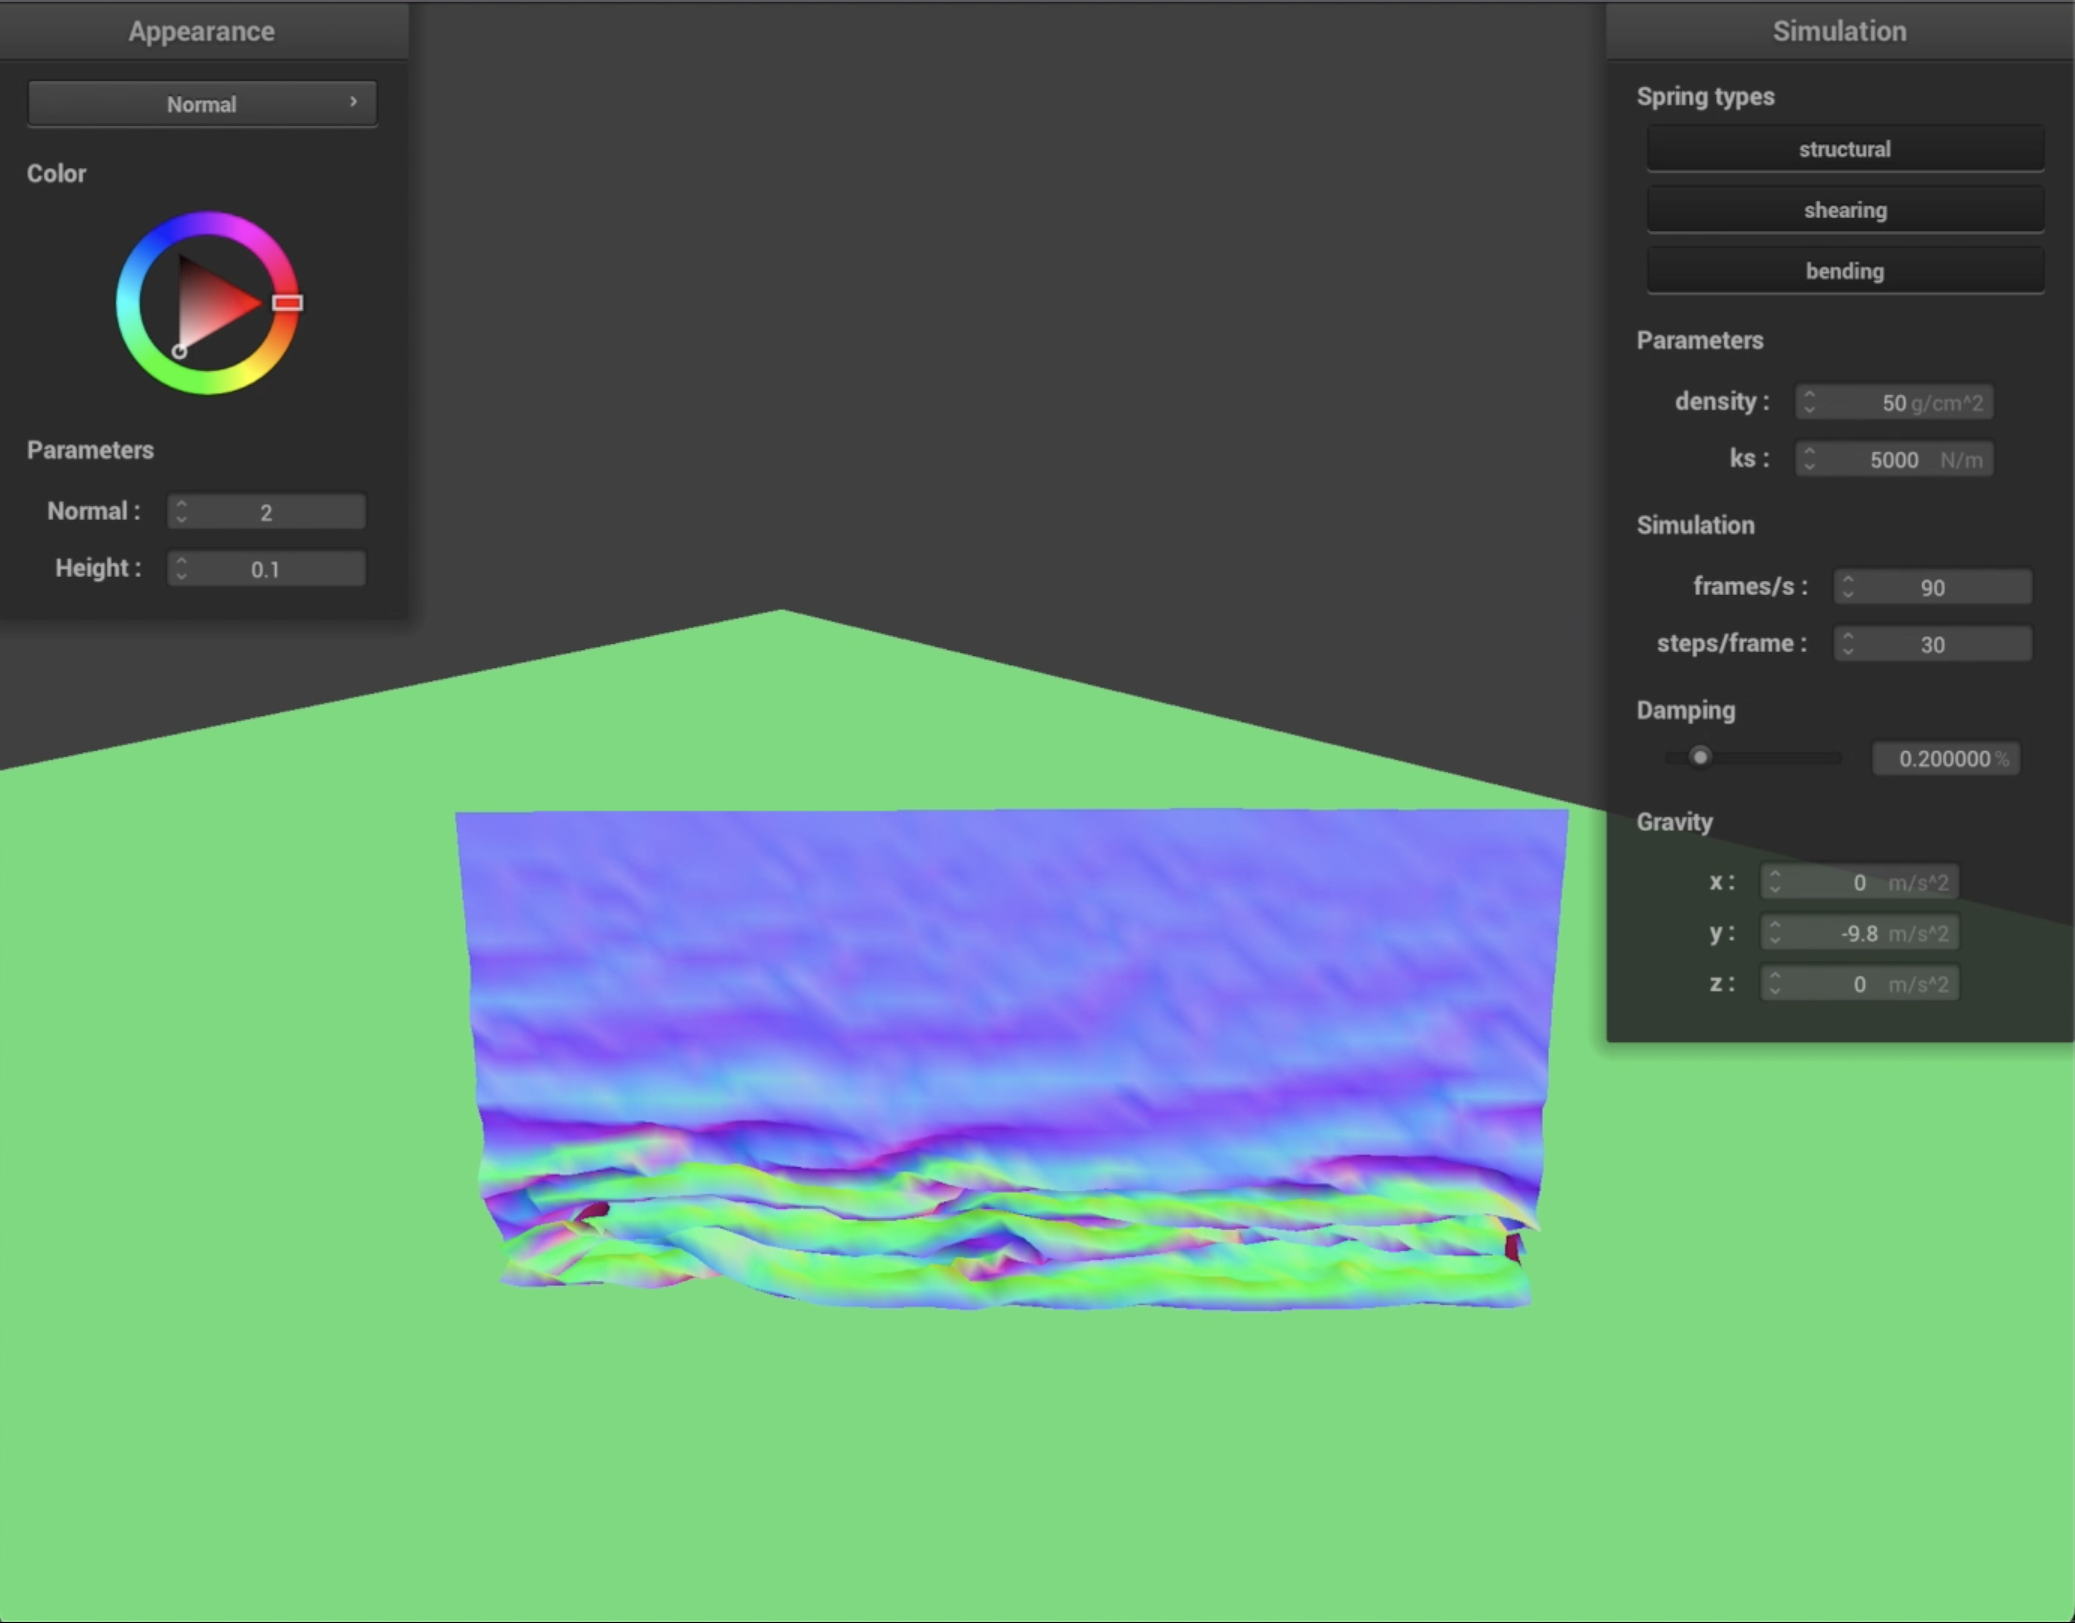 Appearance
Normal
Color
Parameters
Normal : 2
Height : 0.1
Simulation
Spring types
structural
shearing
bending
Parameters
density : 50 g/cm^2
ks : 5000 N/m
Simulation
frames/s : 90
steps/frame : 30
Damping
0.200000 %
Gravity
x : 0 m/s^2
y : -9.8 m/s^2
z : 0 m/s^2